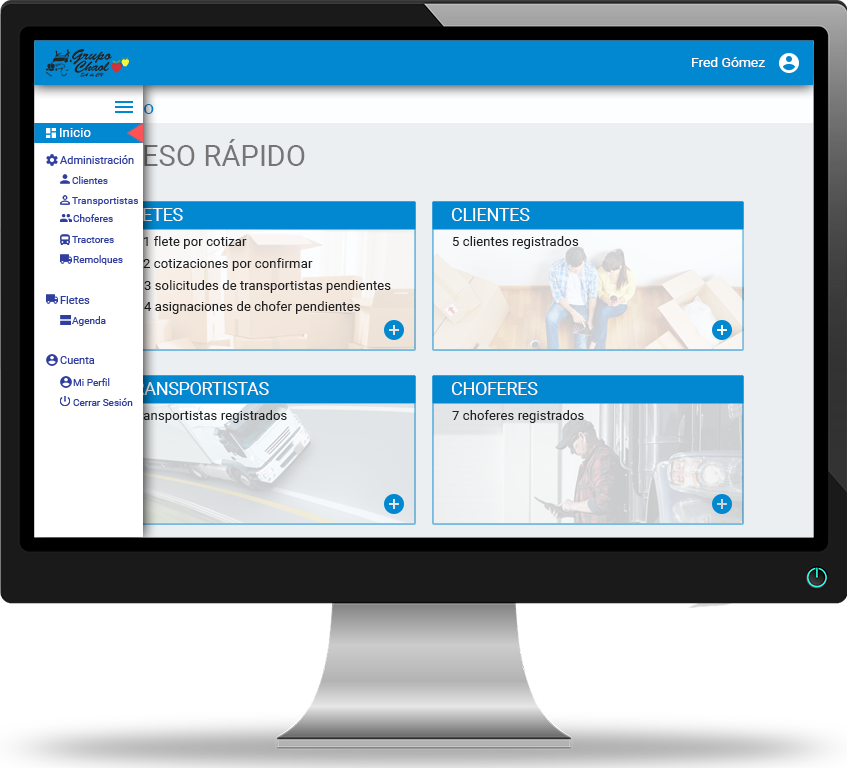 Grupo
Chaol
Fred Gómez
O
Inicio
ESO RÁPIDO
Administración
Clientes
Transportistas
Choferes
Tractores
Remolques
Fletes
Agenda
Cuenta
Mi Perfil
Cerrar Sesión
ETES
1 flete por cotizar
2 cotizaciones por confirmar
3 solicitudes de transportistas pendientes
4 asignaciones de chofer pendientes
CLIENTES
5 clientes registrados
ANSPORTISTAS
ansportistas registrados
CHOFERES
7 choferes registrados